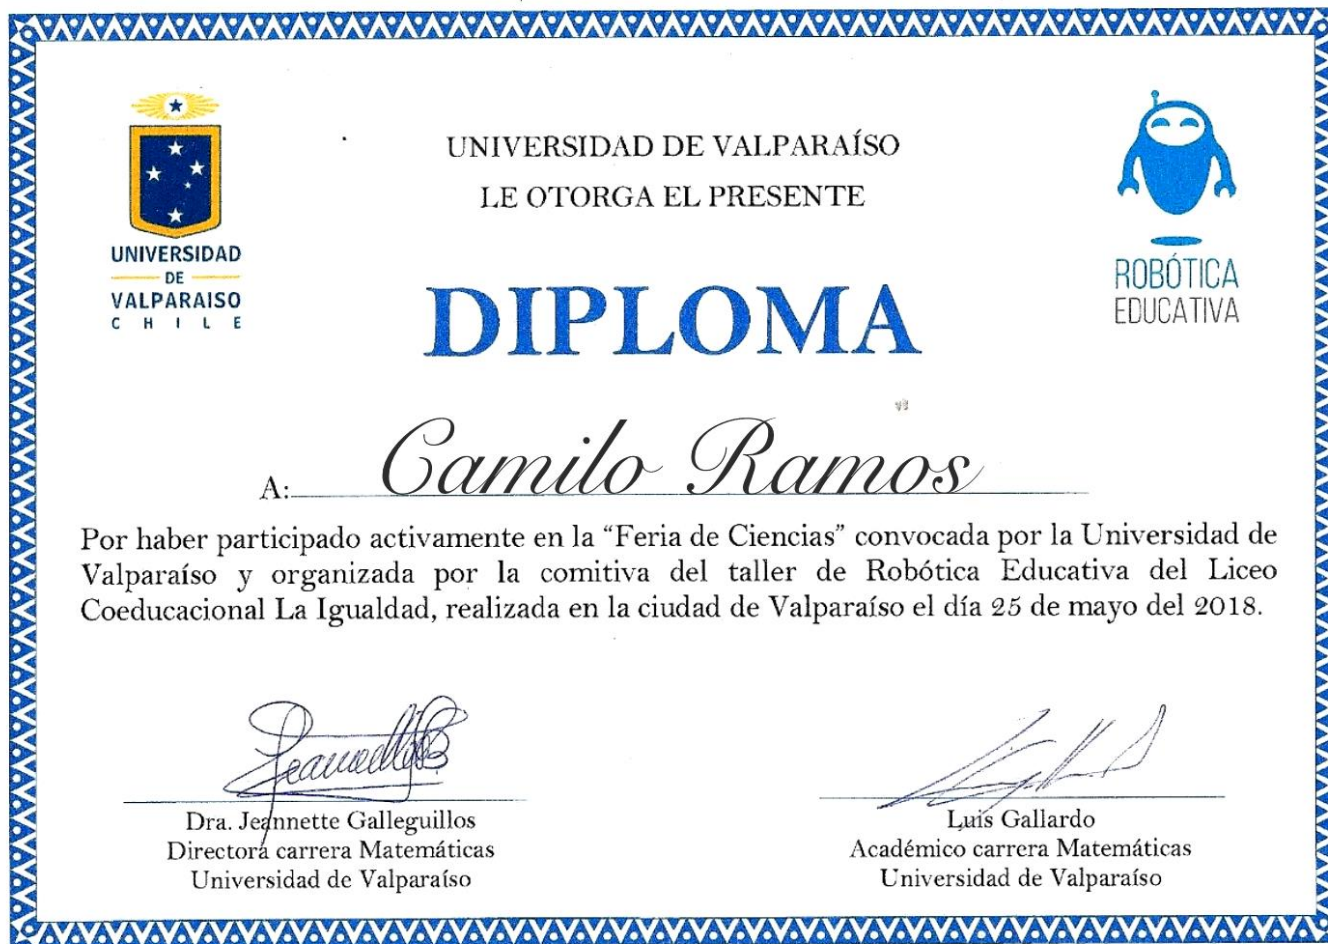 UNIVERSIDAD DE VALPARAÍSO
LE OTORGA EL PRESENTE
UNIVERSIDAD
DE
VALPARAISO
CHILE
ROBÓTICA
EDUCATIVA
DIPLOMA
A: Camilo Ramos
Por haber participado activamente en la “Feria de Ciencias” convocada por la Universidad de
Valparaíso y organizada por la comitiva del taller de Robótica Educativa del Liceo
Coeducacional La Igualdad, realizada en la ciudad de Valparaíso el día 25 de mayo del 2018.
Dra. Jeannette Galleguillos
Directora carrera Matemáticas
Universidad de Valparaíso
Luis Gallardo
Académico carrera Matemáticas
Universidad de Valparaíso